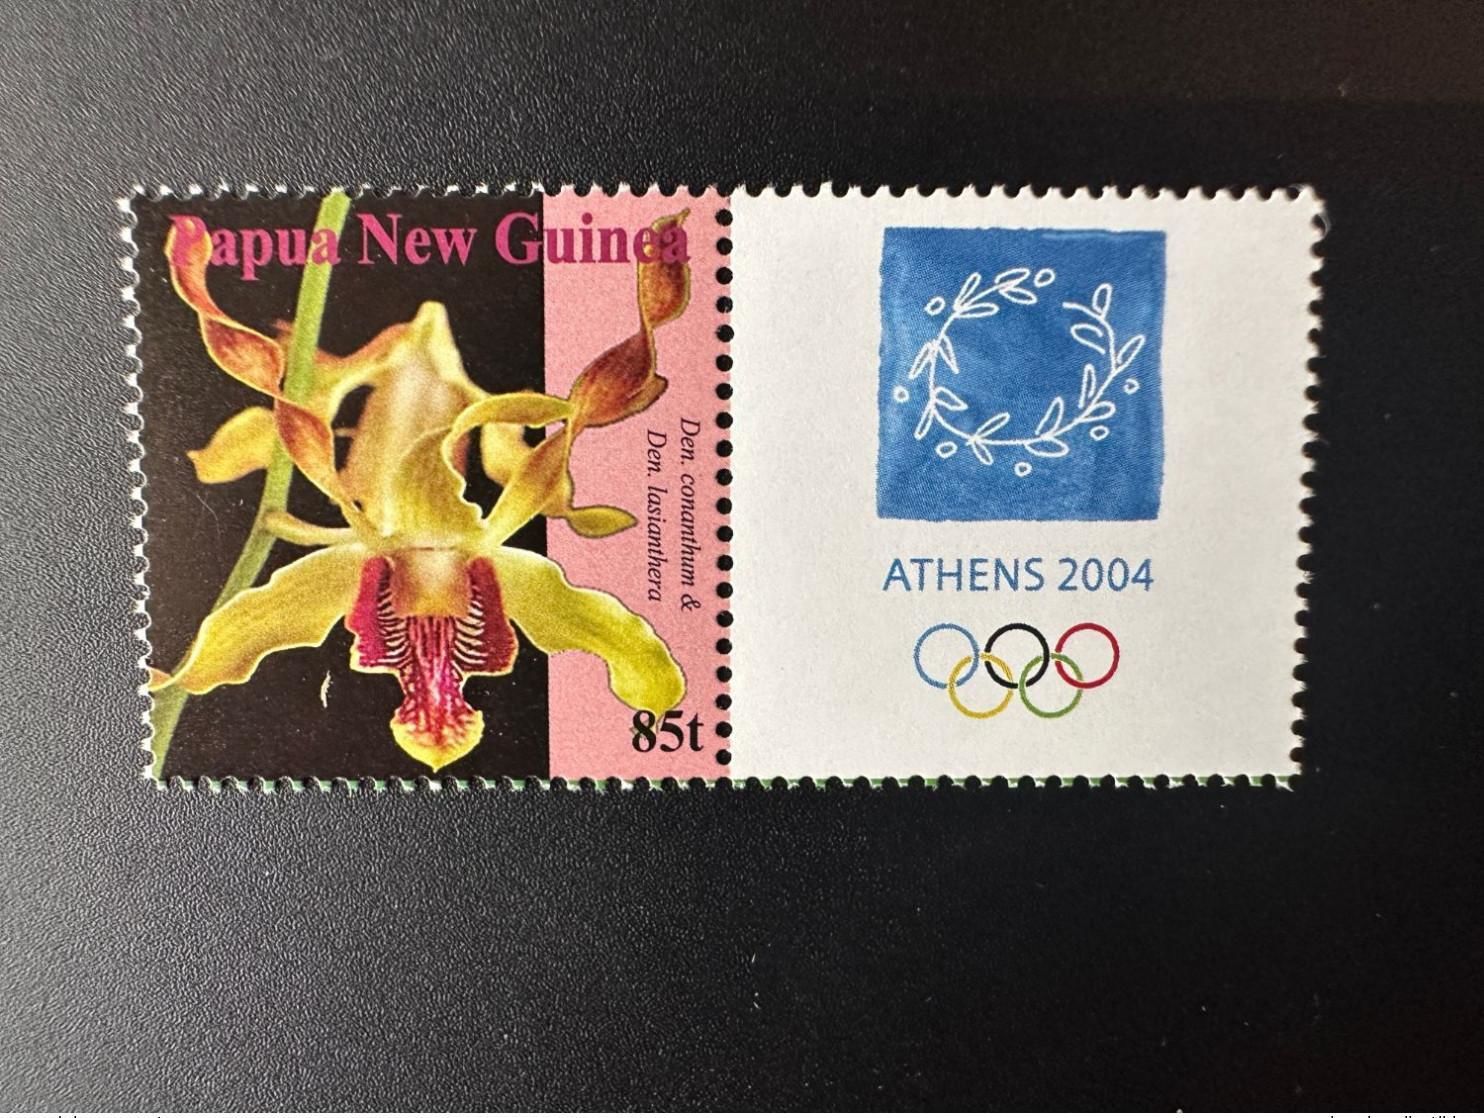 Papua New Guinea
Den. conanthum &
Den. lasianthera
85t
ATHENS 2004